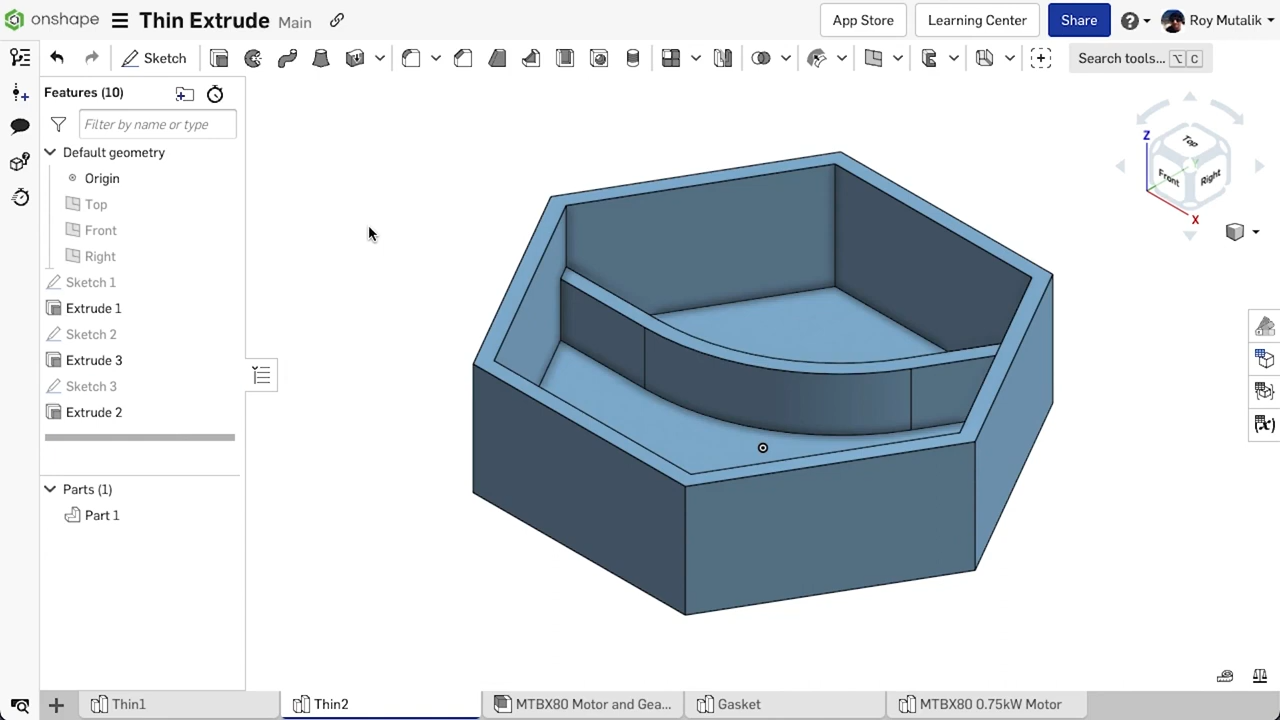 onshape Thin Extrude Main App Store Learning Center Share Roy Mutalik
Sketch Search tools... ⌥ C
Features (10)
Filter by name or type
Default geometry
Origin
Top
Front
Right
Sketch 1
Extrude 1
Sketch 2
Extrude 3
Sketch 3
Extrude 2
Parts (1)
Part 1
Z
Top
Y
Front
Right
X
Thin1 Thin2 MTBX80 Motor and Gea... Gasket MTBX80 0.75kW Motor